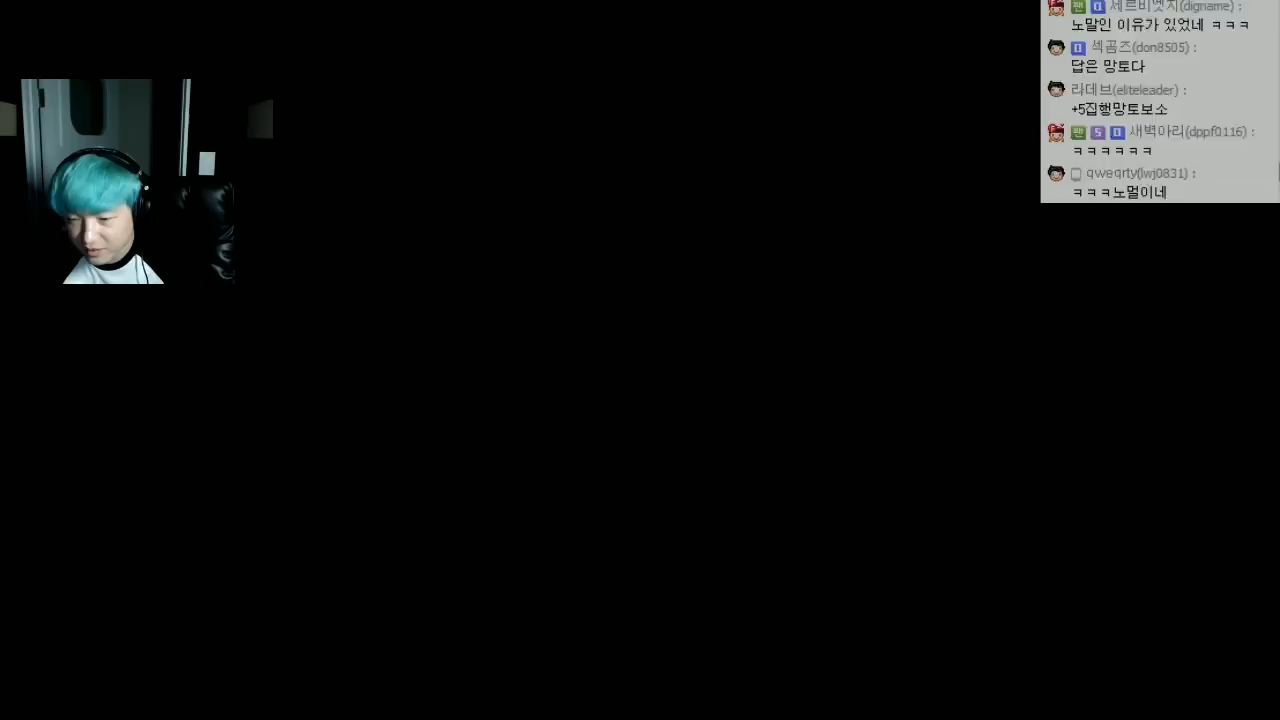 팬 세르비엣지(digname) :
노말인 이유가 있었네 ㅋㅋㅋ
섹곰즈(don8505) :
답은 망토다
라데브(eliteleader) :
+5집행망토보소
팬 S 새벽아리(dppf0116) :
ㅋㅋㅋㅋㅋㅋ
qweqrty(lwj0831) :
ㅋㅋㅋ노멀이네